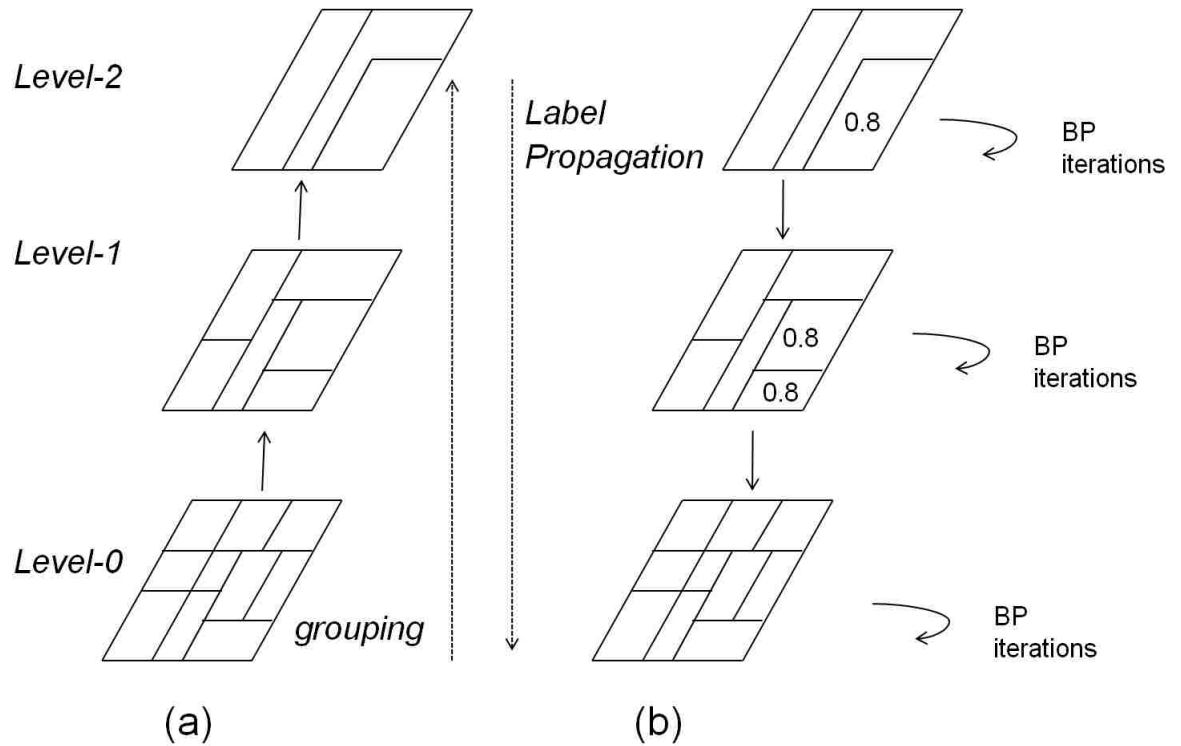 Level-2
Label
Propagation
0.8
BP
iterations
Level-1
0.8
0.8
BP
iterations
Level-0
grouping
BP
iterations
(a)
(b)